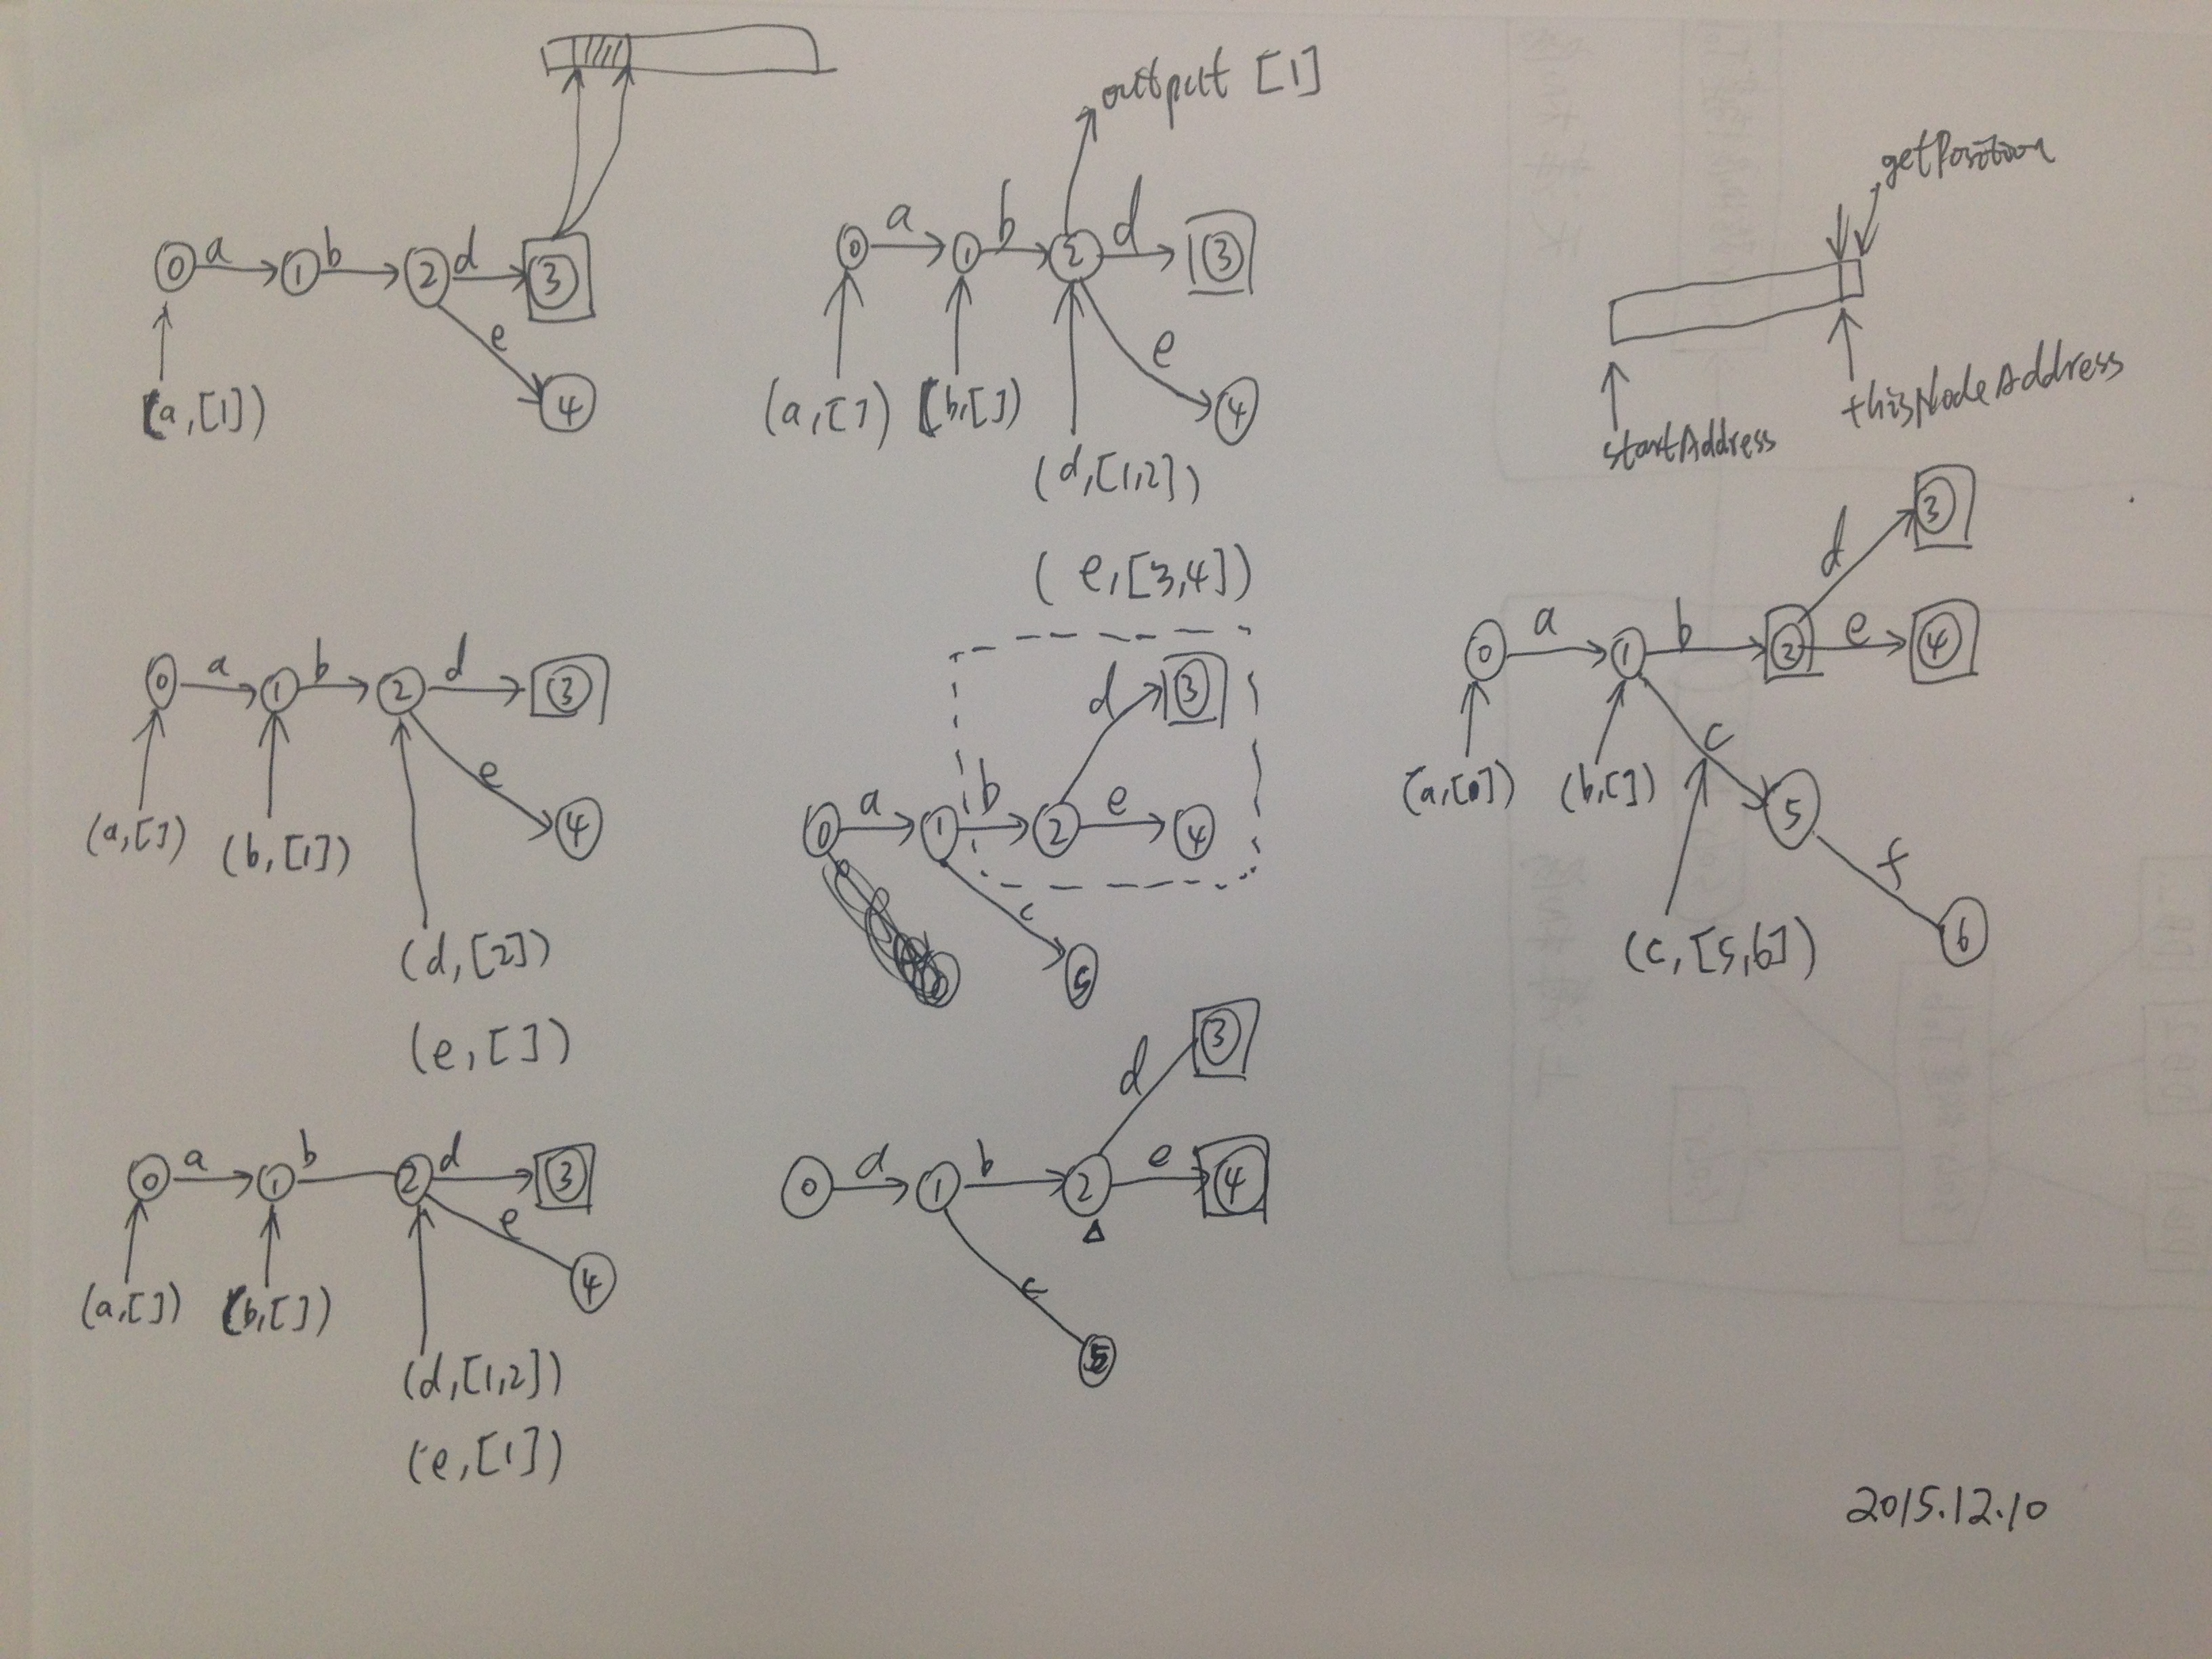 0 a 1 b 2 d 3
e
4
(a,[1])
output [1]
0 a 1 b 2 d 3
e
4
(a,[]) (b,[])
(d,[1,2])
(e,[3,4])
getPosition
thisNodeAddress
startAddress
0 a 1 b 2 d 3
e
4
(a,[]) (b,[1])
(d,[2])
(e,[])
d 3
0 a 1 b 2 e 4
c
5
d 3
0 a 1 b 2 e 4
c
5
f
6
(b,[])
(c,[5,6])
0 a 1 b 2 d 3
e
4
(a,[]) (b,[])
(d,[1,2])
(e,[1])
d 3
0 a 1 b 2 e 4
c
5
2015.12.10